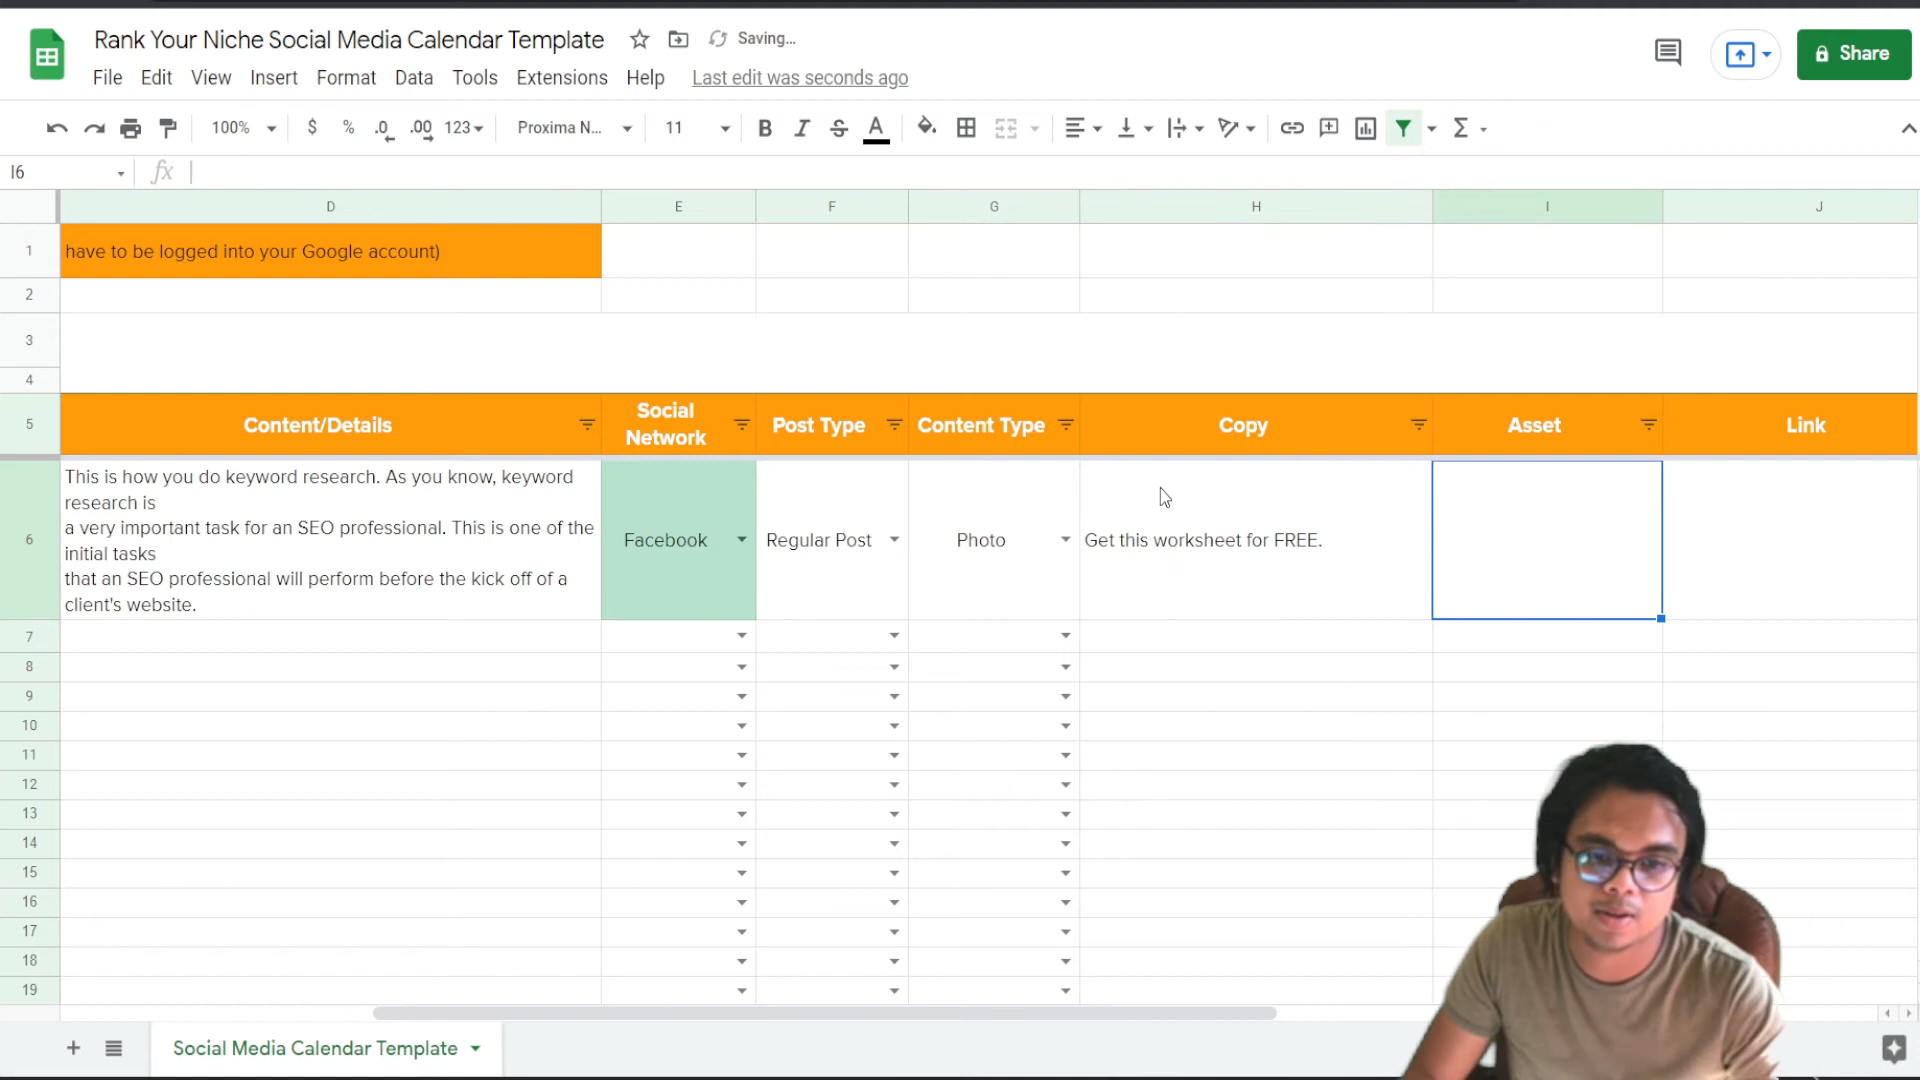 Rank Your Niche Social Media Calendar Template
Saving...
Share
File Edit View Insert Format Data Tools Extensions Help Last edit was seconds ago
100% $ % .0 .00 123 Proxima N... 11 B I S A Σ
I6 fx
D E F G H I J
1 have to be logged into your Google account)
2
3
4
5 Content/Details Social Network Post Type Content Type Copy Asset Link
This is how you do keyword research. As you know, keyword
research is
a very important task for an SEO professional. This is one of the
initial tasks
that an SEO professional will perform before the kick off of a
client's website.
6 Facebook Regular Post Photo Get this worksheet for FREE.
7
8
9
10
11
12
13
14
15
16
17
18
19
+ Social Media Calendar Template